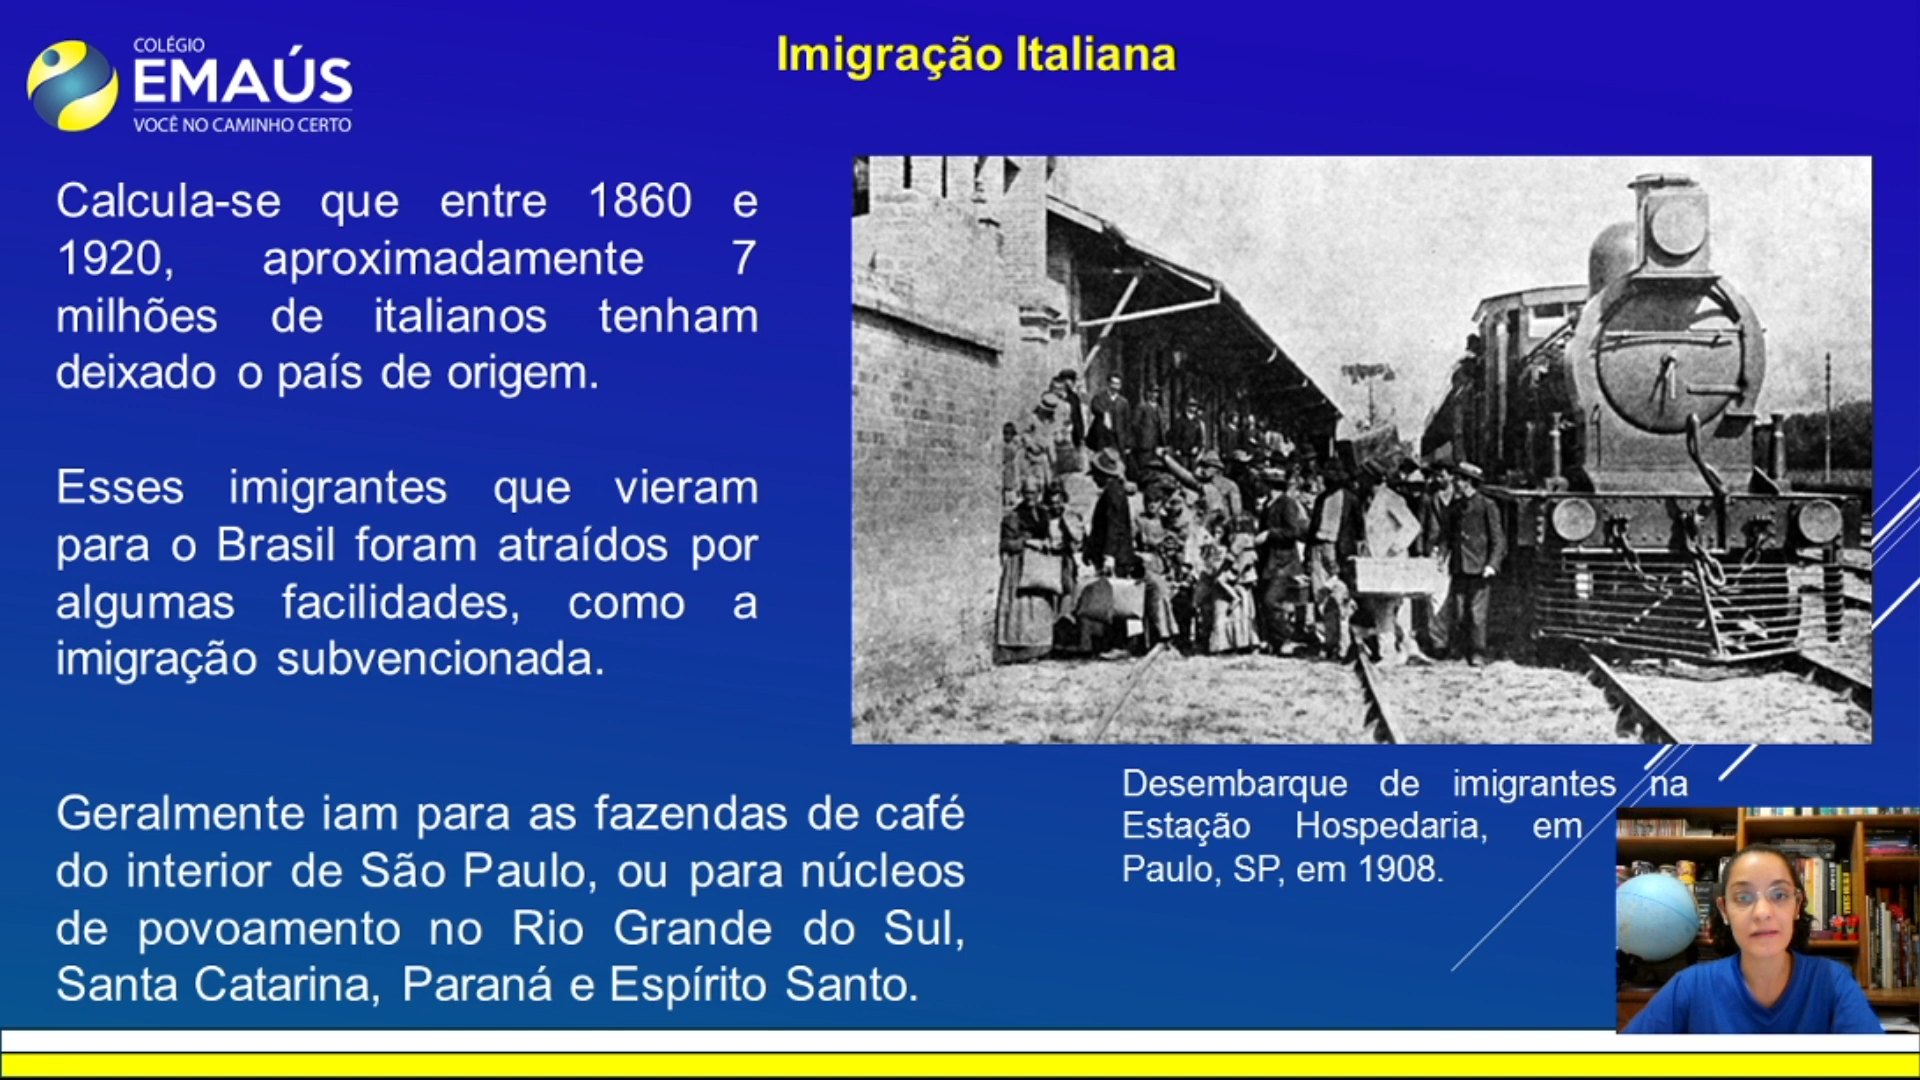 COLÉGIO
EMAÚS
VOCÊ NO CAMINHO CERTO
Imigração Italiana
Calcula-se que entre 1860 e
1920, aproximadamente 7
milhões de italianos tenham
deixado o país de origem.
Esses imigrantes que vieram
para o Brasil foram atraídos por
algumas facilidades, como a
imigração subvencionada.
Geralmente iam para as fazendas de café
do interior de São Paulo, ou para núcleos
de povoamento no Rio Grande do Sul,
Santa Catarina, Paraná e Espírito Santo.
Desembarque de imigrantes na
Estação Hospedaria, em
Paulo, SP, em 1908.